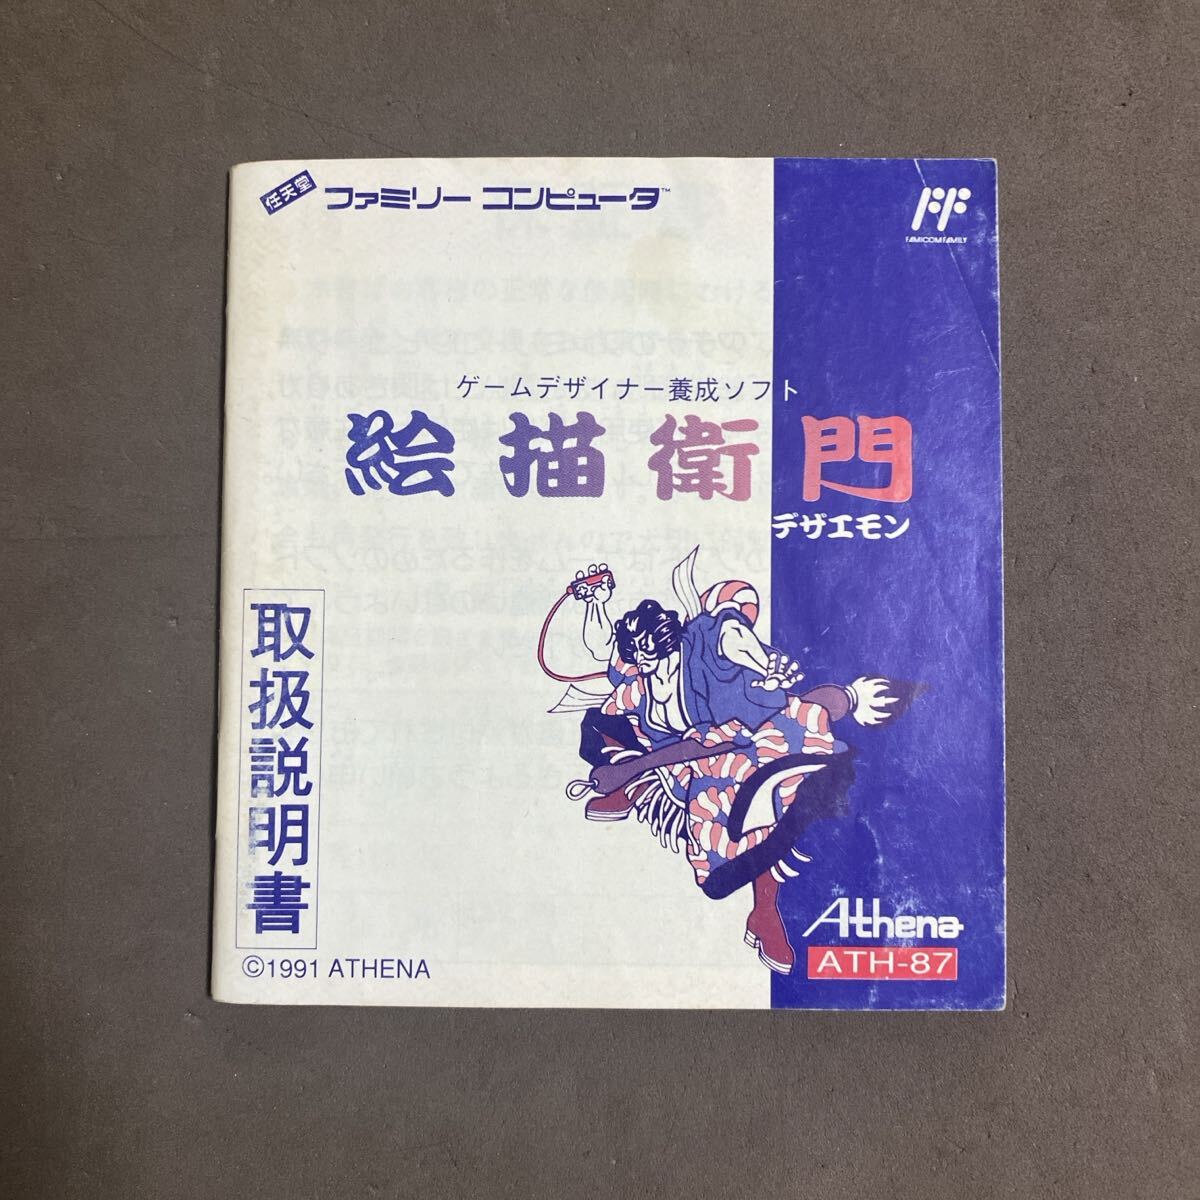 任天堂 ファミリーコンピュータ™
FF
FAMICOM FAMILY
ゲームデザイナー養成ソフト
絵描衛門
デザエモン
取扱説明書
©1991 ATHENA
Athena
ATH-87